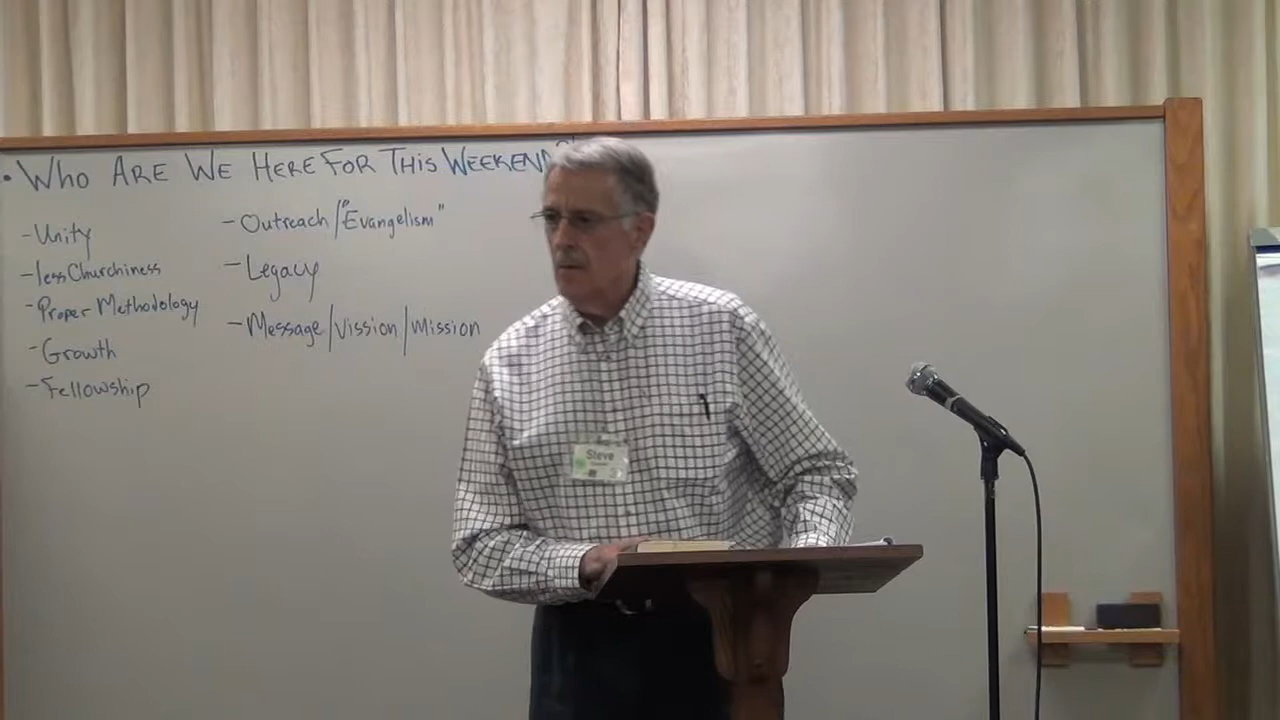 • WHO ARE WE HERE FOR THIS WEEKEND
- Unity
- less Churchiness
- Proper Methodology
- Growth
- Fellowship
- Outreach/"Evangelism"
- Legacy
- Message/Vission/Mission
Steve